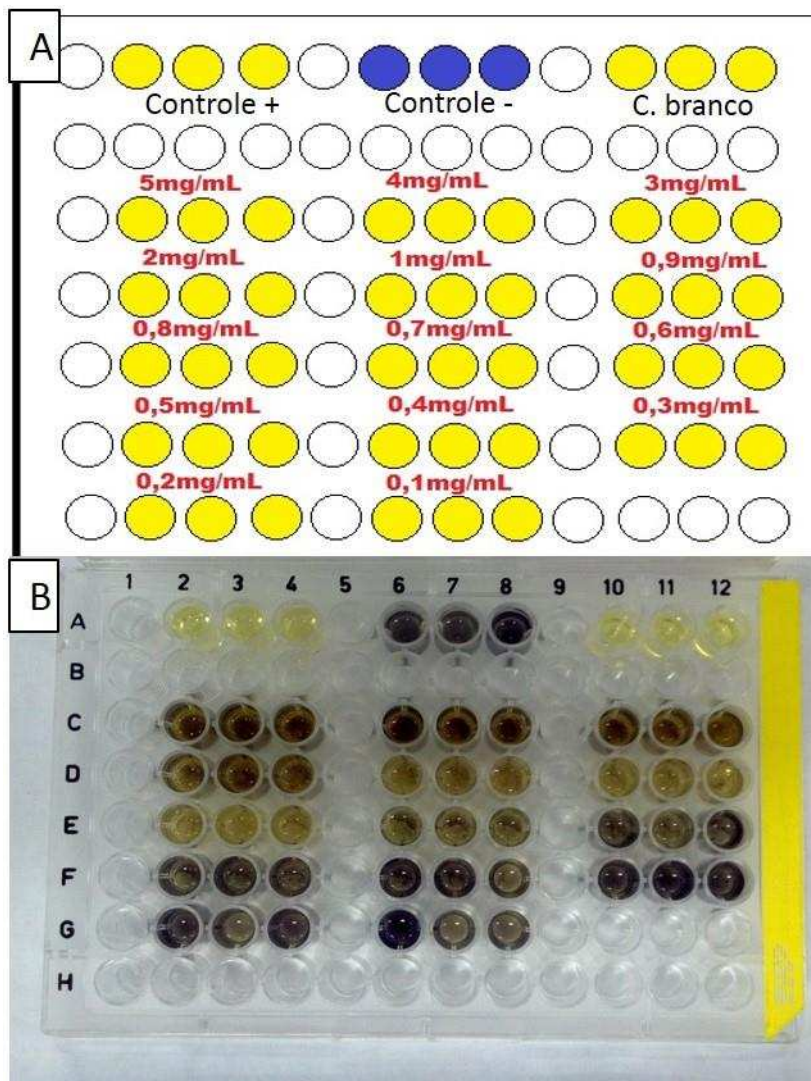 A
Controle + Controle - C. branco
5mg/mL 4mg/mL 3mg/mL
2mg/mL 1mg/mL 0,9mg/mL
0,8mg/mL 0,7mg/mL 0,6mg/mL
0,5mg/mL 0,4mg/mL 0,3mg/mL
0,2mg/mL 0,1mg/mL
B
1 2 3 4 5 6 7 8 9 10 11 12
A
B
C
D
E
F
G
H